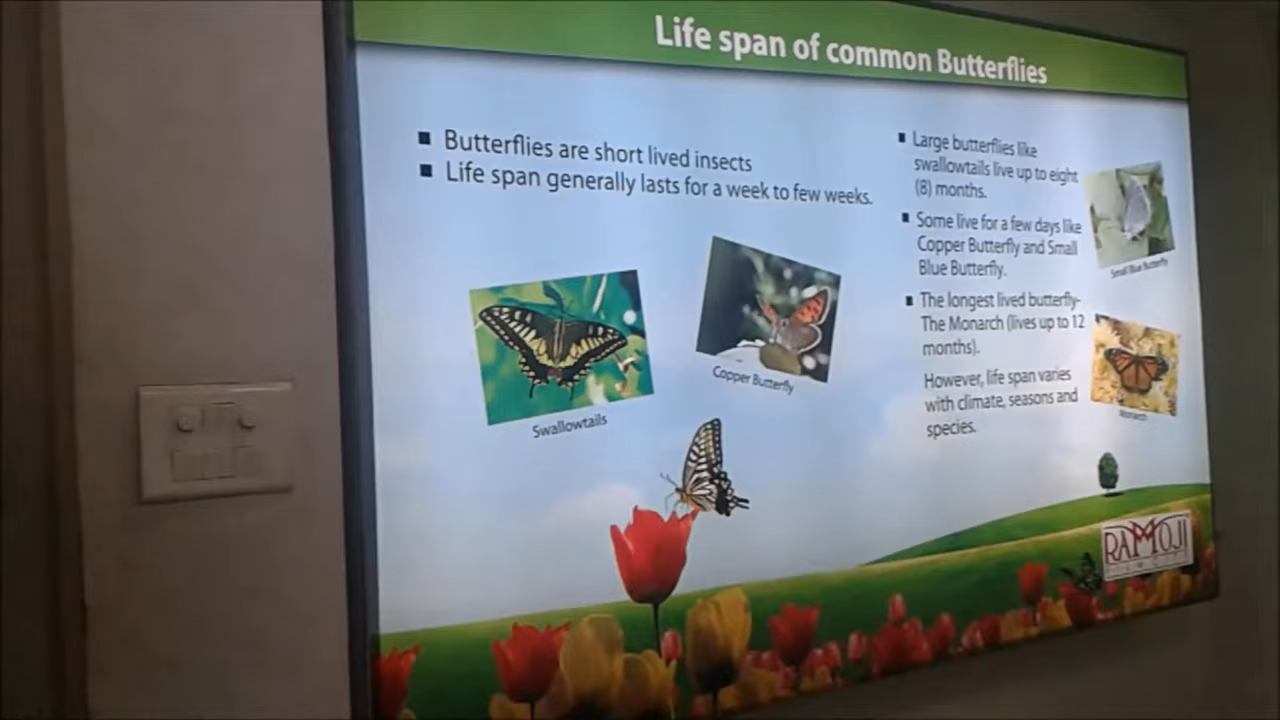 Life span of common Butterflies
Butterflies are short lived insects
Life span generally lasts for a week to few weeks.
Swallowtails
Copper Butterfly
Large butterflies like
swallowtails live up to eight
(8) months.
Some live for a few days like
Copper Butterfly and Small
Blue Butterfly.
The longest lived butterfly-
The Monarch (lives up to 12
months).
However, life span varies
with climate, seasons and
species.
Small Blue Butterfly
Monarch
RAMOJI